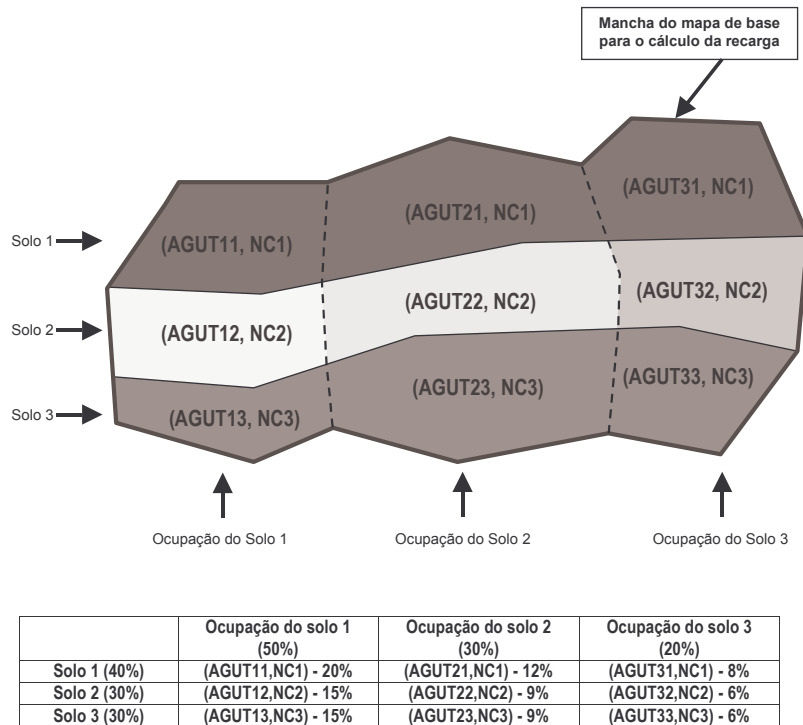 Mancha do mapa de base
para o cálculo da recarga
(AGUT31, NC1)
(AGUT21, NC1)
Solo 1
(AGUT11, NC1)
(AGUT32, NC2)
(AGUT22, NC2)
Solo 2
(AGUT12, NC2)
(AGUT33, NC3)
(AGUT23, NC3)
Solo 3
(AGUT13, NC3)
Ocupação do Solo 1
Ocupação do Solo 2
Ocupação do Solo 3
Ocupação do solo 1
(50%)
Ocupação do solo 2
(30%)
Ocupação do solo 3
(20%)
Solo 1 (40%)
(AGUT11,NC1) - 20%
(AGUT21,NC1) - 12%
(AGUT31,NC1) - 8%
Solo 2 (30%)
(AGUT12,NC2) - 15%
(AGUT22,NC2) - 9%
(AGUT32,NC2) - 6%
Solo 3 (30%)
(AGUT13,NC3) - 15%
(AGUT23,NC3) - 9%
(AGUT33,NC3) - 6%